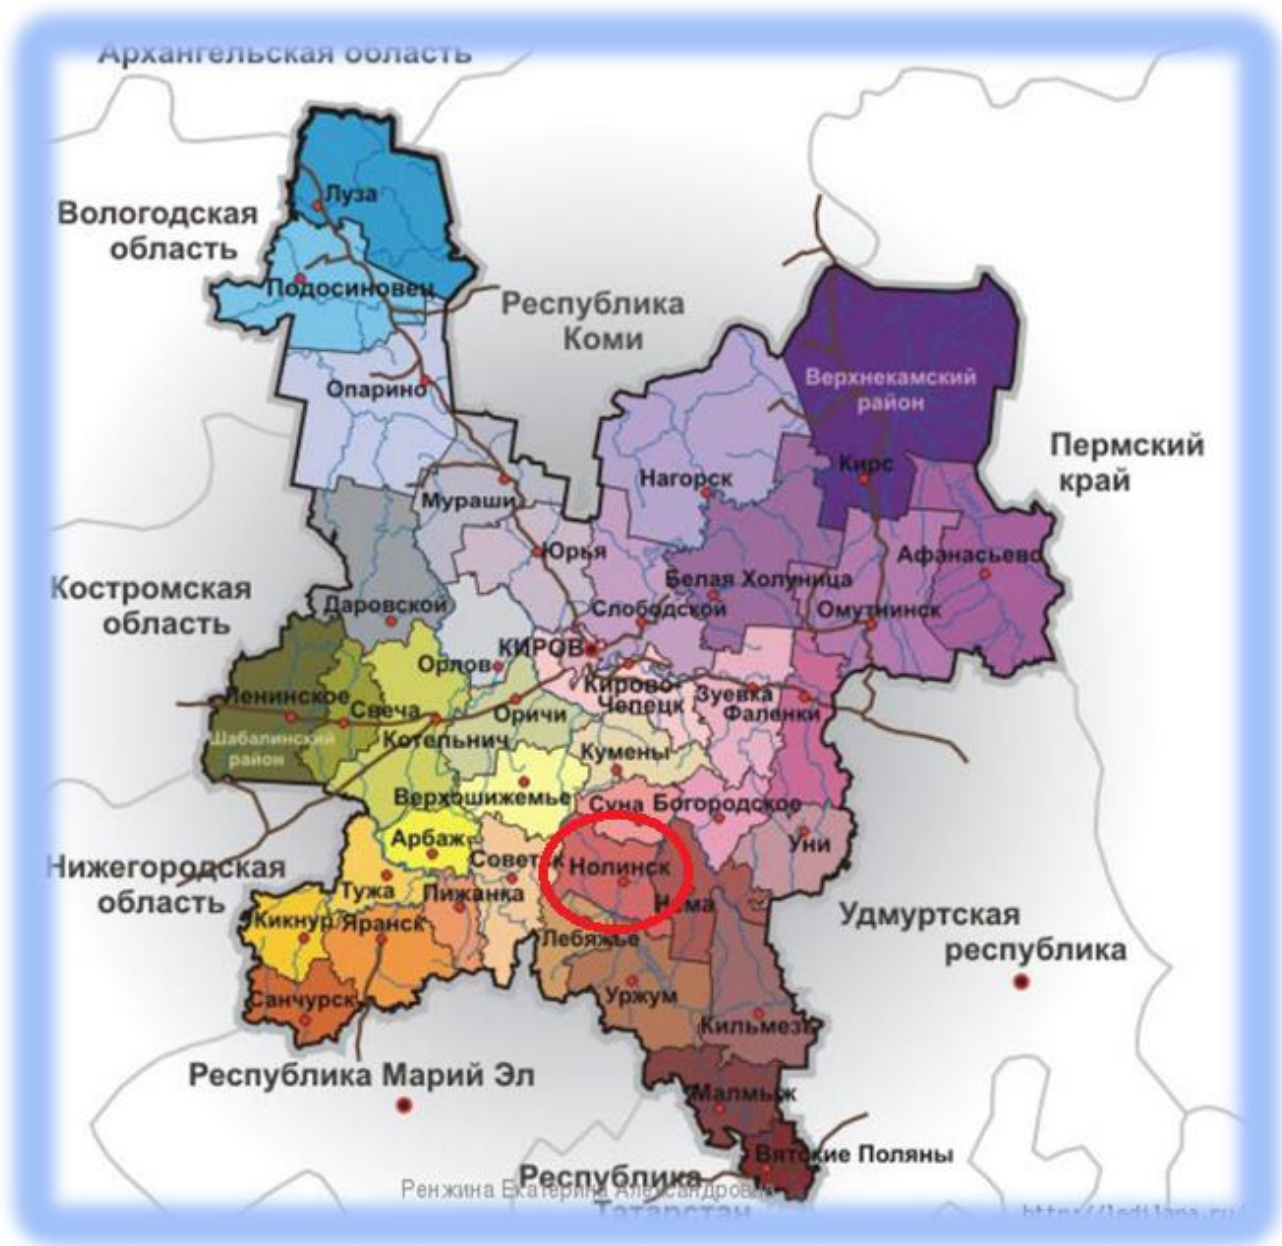 Архангельская область
Луза
Вологодская
область
Подосиновец
Республика
Коми
Опарино
Верхнекамский
район
Пермский
край
Кирс
Нагорск
Мураши
Юрья
Афанасьево
Белая Холуница
Костромская
область
Даровской
Слободской
Омутнинск
КИРОВ
Орлов
Кирово-
Чепецк
Зуевка
Фаленки
Ленинское
Свеча
Оричи
Шабалинский
район
Котельнич
Кумены
Верхошижемье
Суна
Богородское
Арбаж
Уни
Советск
Нолинск
Нижегородская
область
Тужа
Пижанка
Нема
Кикнур
Яранск
Лебяжье
Удмуртская
республика
Санчурск
Уржум
Кильмезь
Республика Марий Эл
Малмыж
Вятские Поляны
Республика
Татарстан
Ренжина Екатерина Александровна